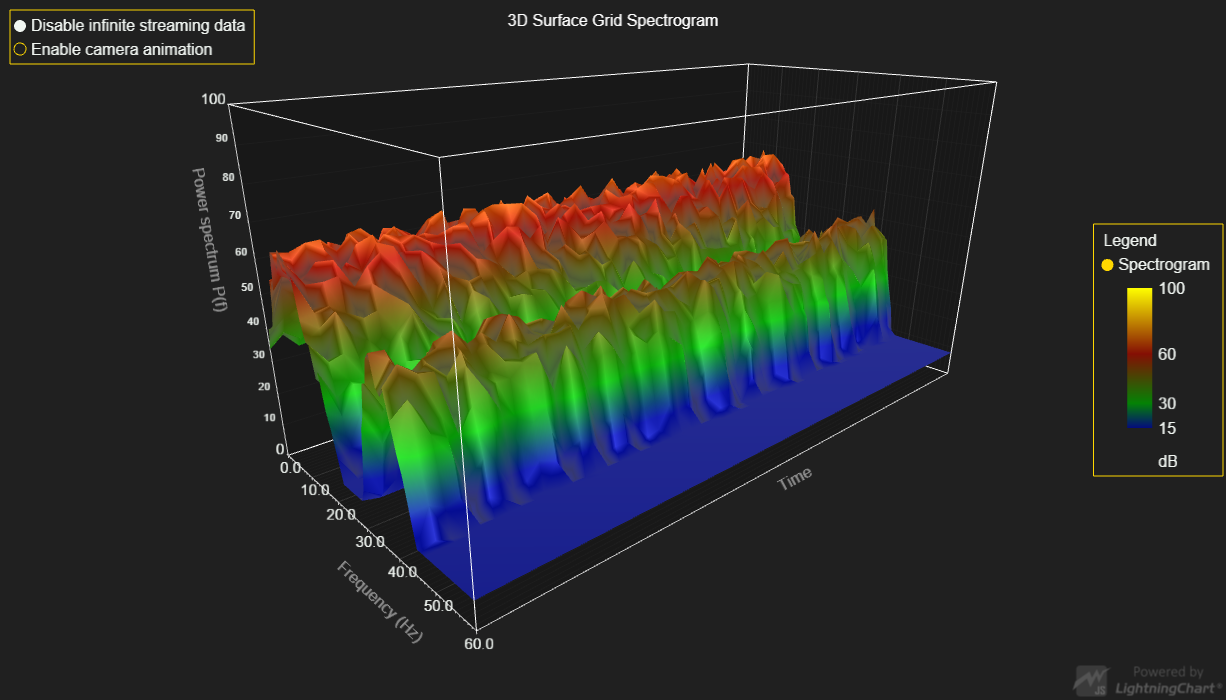 3D Surface Grid Spectrogram
Disable infinite streaming data
Enable camera animation
100
90
80
70
60
50
40
30
20
10
0
Power spectrum P(f)
0.0
10.0
20.0
30.0
40.0
50.0
60.0
Frequency (Hz)
Time
Legend
Spectrogram
100
60
30
15
dB
JS
Powered by
LightningChart®